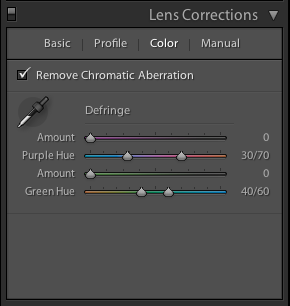 Lens Corrections
Basic | Profile | Color | Manual
Remove Chromatic Aberration
Defringe
Amount 0
Purple Hue 30/70
Amount 0
Green Hue 40/60